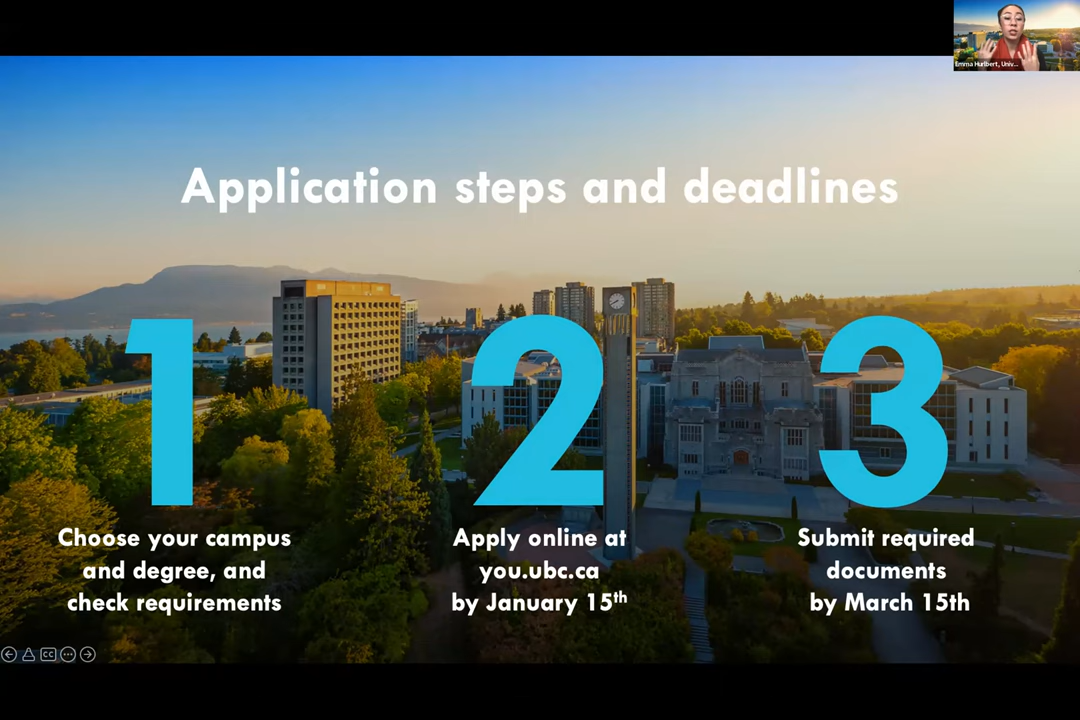 Emma Hurlbert, Univ...
Application steps and deadlines
1
Choose your campus
and degree, and
check requirements
2
Apply online at
you.ubc.ca
by January 15th
3
Submit required
documents
by March 15th
CC